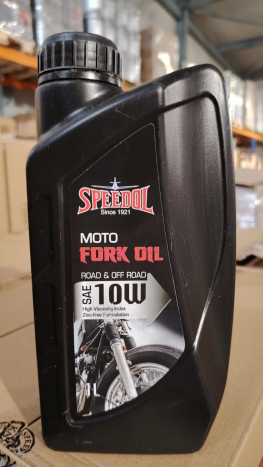 SPEEDOL
Since 1921
MOTO
FORK OIL
ROAD & OFF ROAD
SAE 10W
High Viscosity Index
Zinc Free Formulation
1L